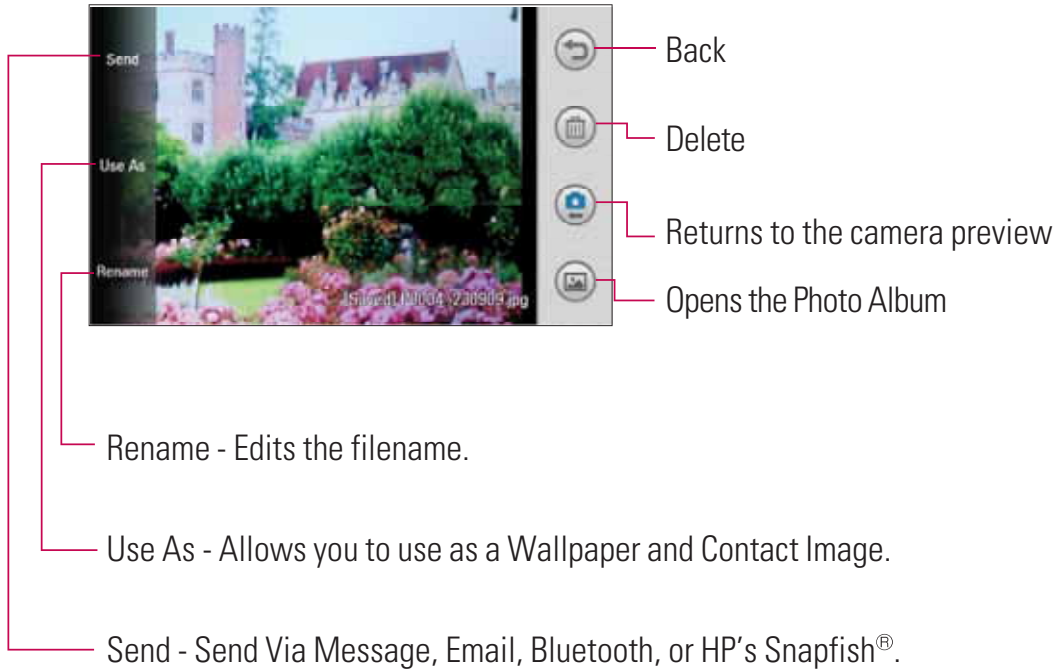 Send
Use As
Rename
Back
Delete
Returns to the camera preview
Opens the Photo Album
Rename - Edits the filename.
Use As - Allows you to use as a Wallpaper and Contact Image.
Send - Send Via Message, Email, Bluetooth, or HP's Snapfish®.